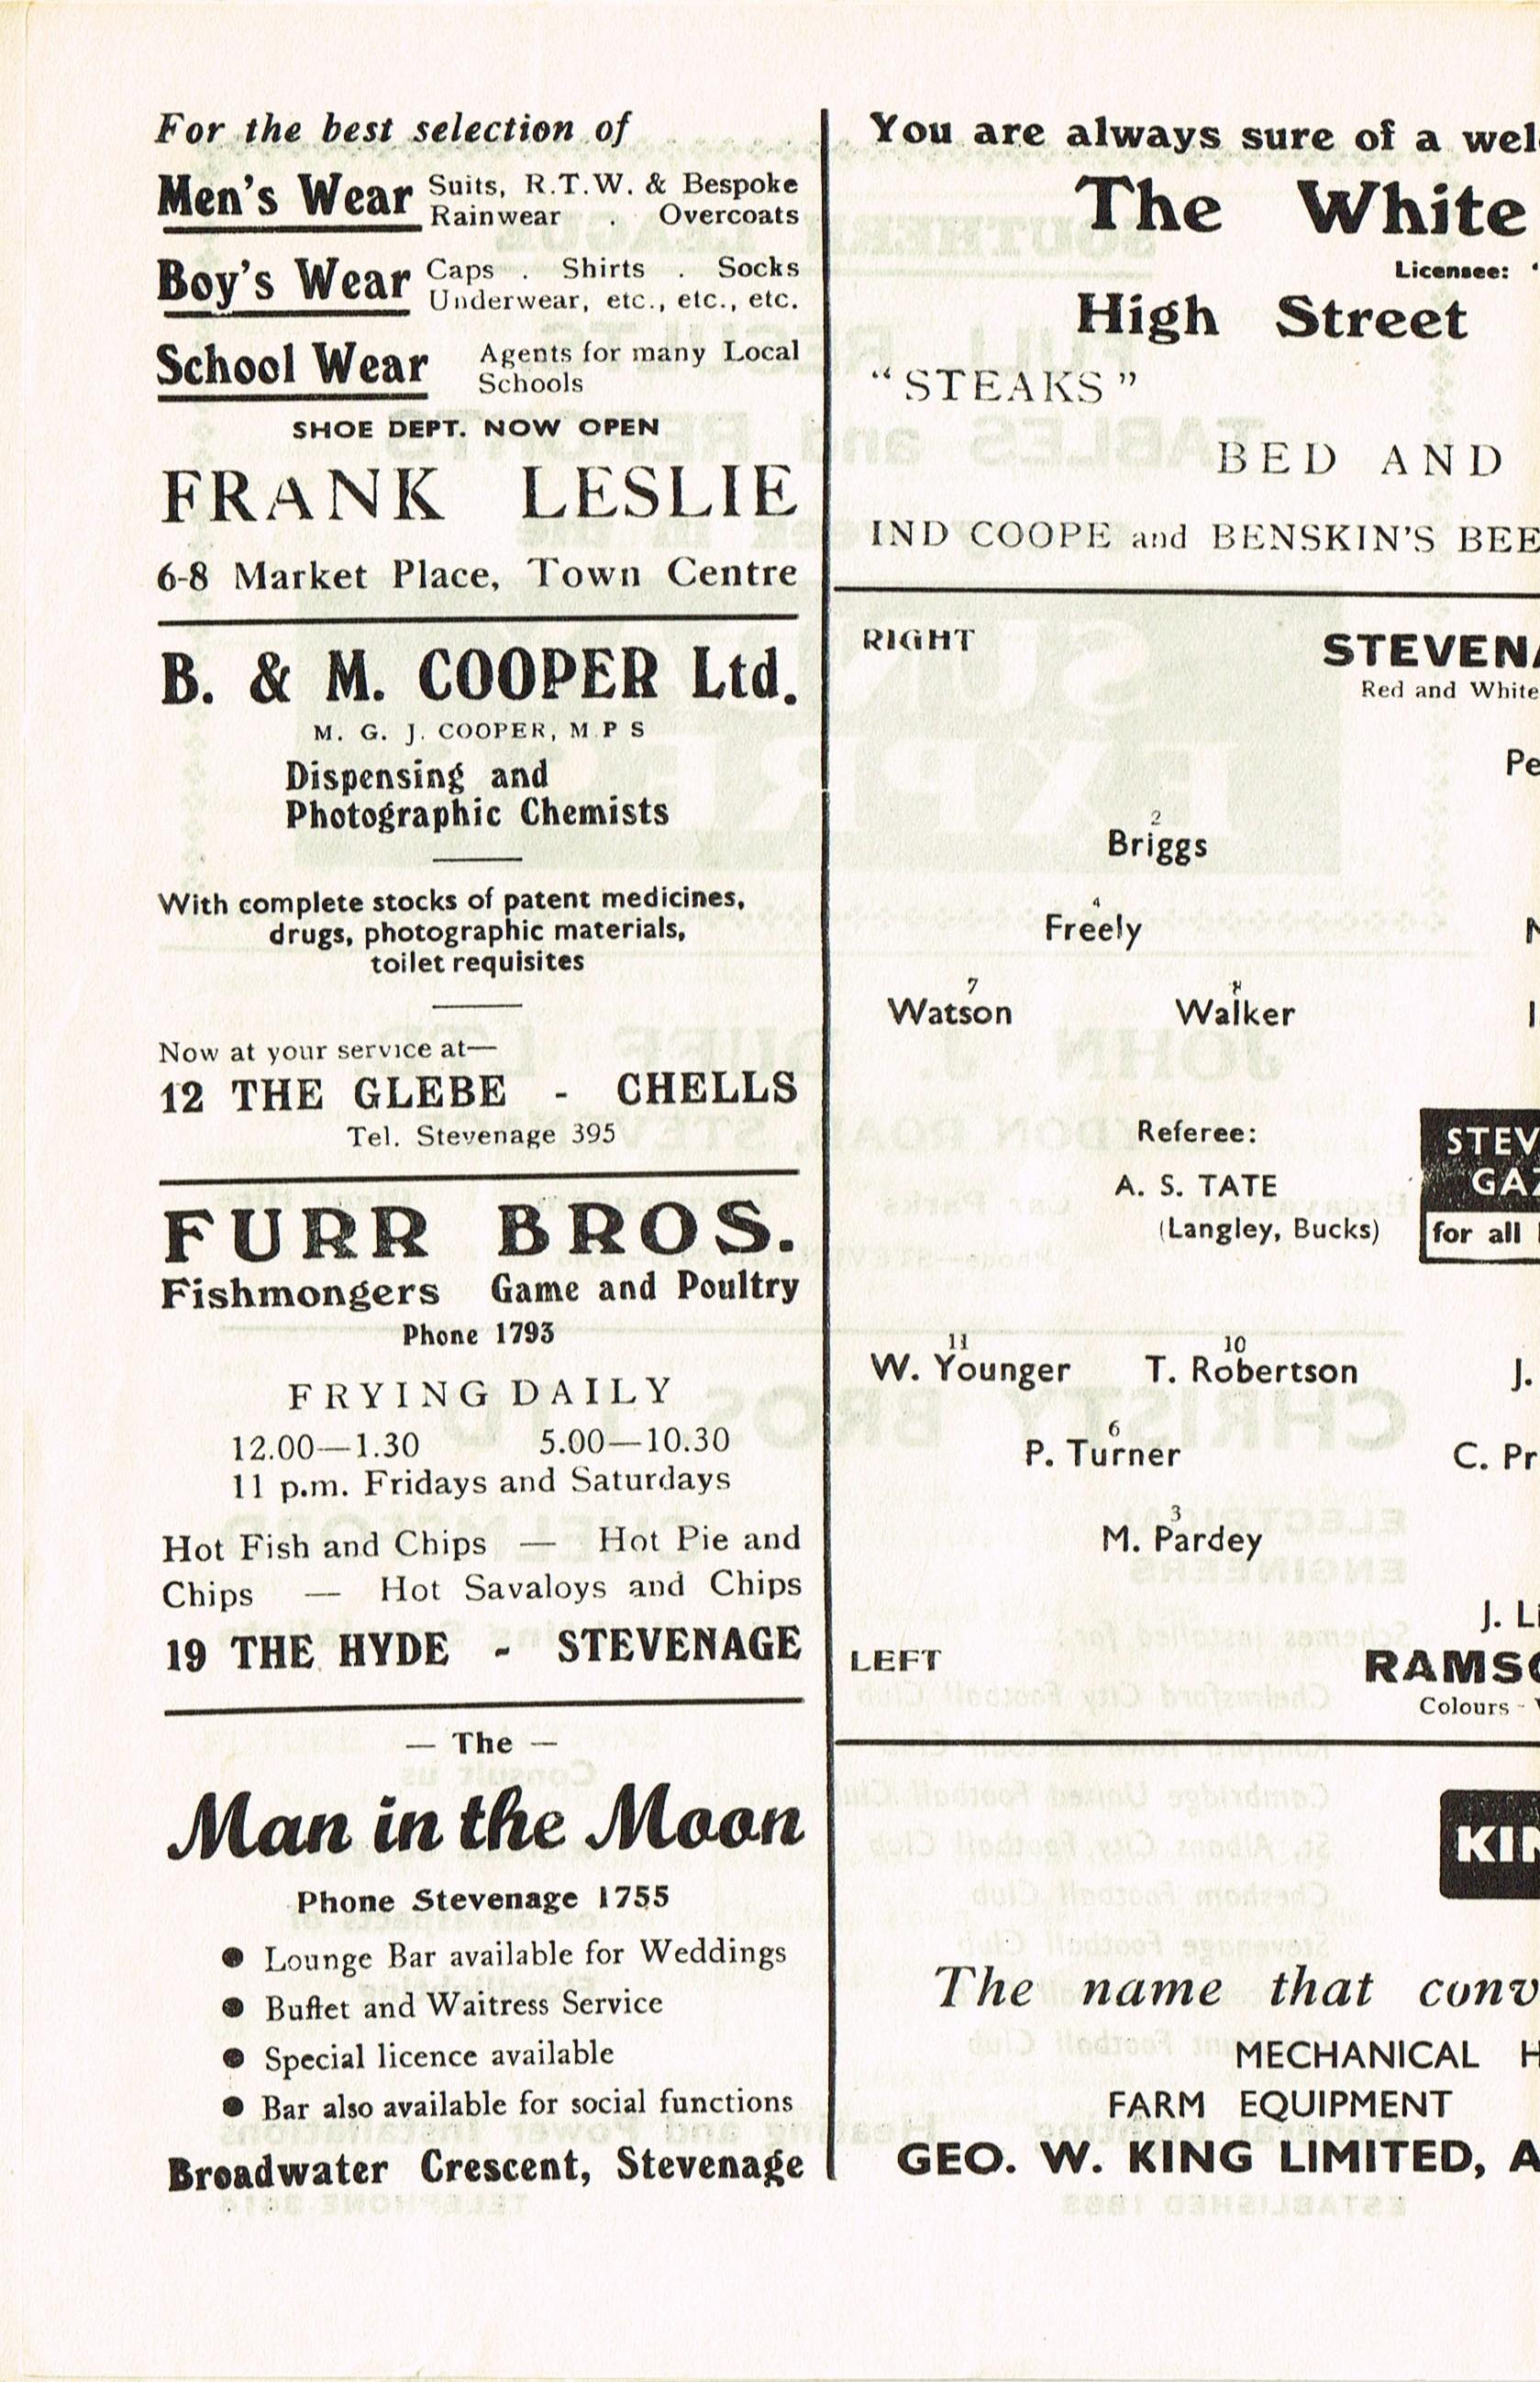 For the best selection of
Men's Wear Suits, R.T.W. & Bespoke
Rainwear . Overcoats
Boy's Wear Caps . Shirts . Socks
Underwear, etc., etc., etc.
School Wear Agents for many Local
Schools
SHOE DEPT. NOW OPEN
FRANK LESLIE
6-8 Market Place, Town Centre
B. & M. COOPER Ltd.
M. G. J. COOPER, M P S
Dispensing and
Photographic Chemists
With complete stocks of patent medicines,
drugs, photographic materials,
toilet requisites
Now at your service at—
12 THE GLEBE - CHELLS
Tel. Stevenage 395
FURR BROS.
Fishmongers Game and Poultry
Phone 1793
FRYING DAILY
12.00—1.30 5.00—10.30
11 p.m. Fridays and Saturdays
Hot Fish and Chips — Hot Pie and
Chips — Hot Savaloys and Chips
19 THE HYDE - STEVENAGE
— The —
Man in the Moon
Phone Stevenage 1755
● Lounge Bar available for Weddings
● Buffet and Waitress Service
● Special licence available
● Bar also available for social functions
Broadwater Crescent, Stevenage
You are always sure of a wel
The White
Licensee:
High Street
"STEAKS"
BED AND
IND COOPE and BENSKIN'S BEE
RIGHT STEVENA
Red and White
Pe
2
Briggs
4
Freely
7 8
Watson Walker
Referee:
A. S. TATE
(Langley, Bucks)
STEV
GAZ
for all
11 10
W. Younger T. Robertson J.
6
P. Turner C. Pr
3
M. Pardey
J. Li
LEFT RAMSG
Colours -
KIN
The name that conv
MECHANICAL H
FARM EQUIPMENT
GEO. W. KING LIMITED, A